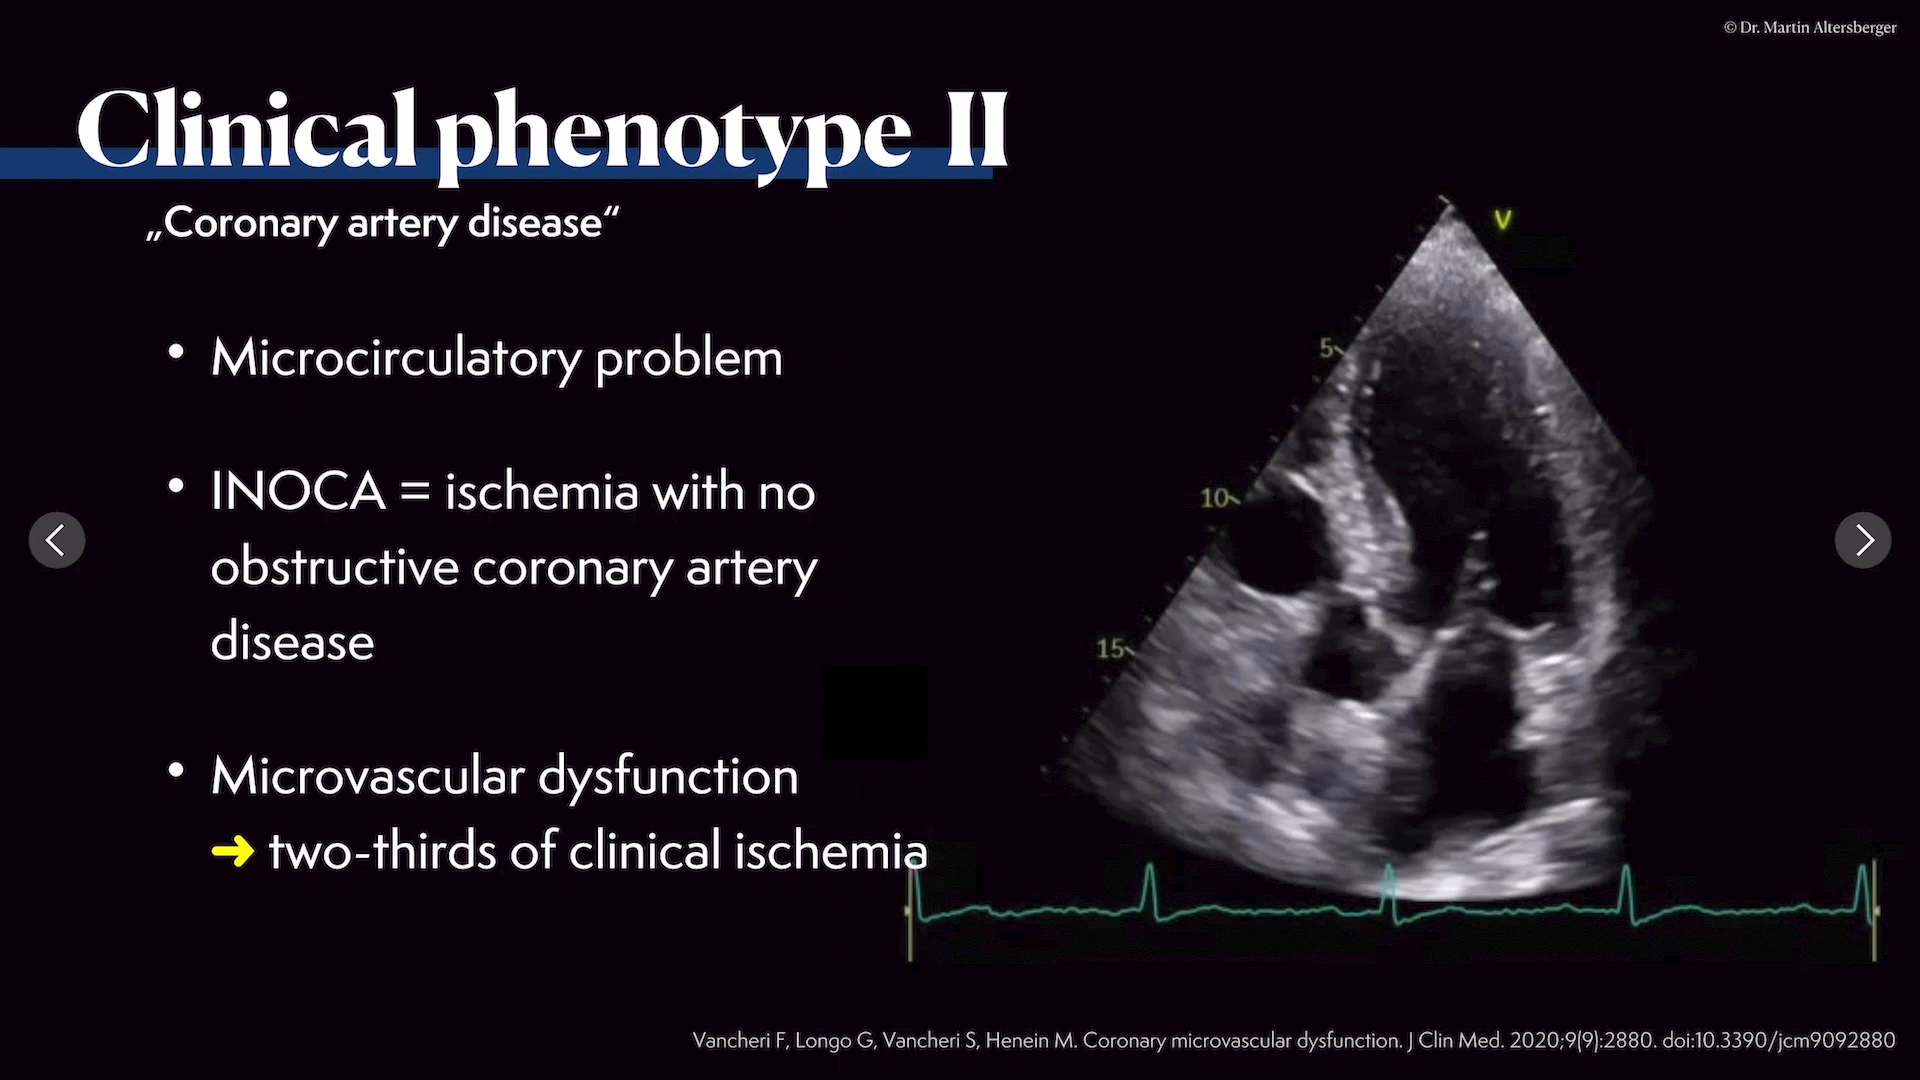 © Dr. Martin Altersberger
Clinical phenotype II
„Coronary artery disease“
V
• Microcirculatory problem
5
• INOCA = ischemia with no
10
obstructive coronary artery
disease
15
• Microvascular dysfunction
➜ two-thirds of clinical ischemia
Vancheri F, Longo G, Vancheri S, Henein M. Coronary microvascular dysfunction. J Clin Med. 2020;9(9):2880. doi:10.3390/jcm9092880